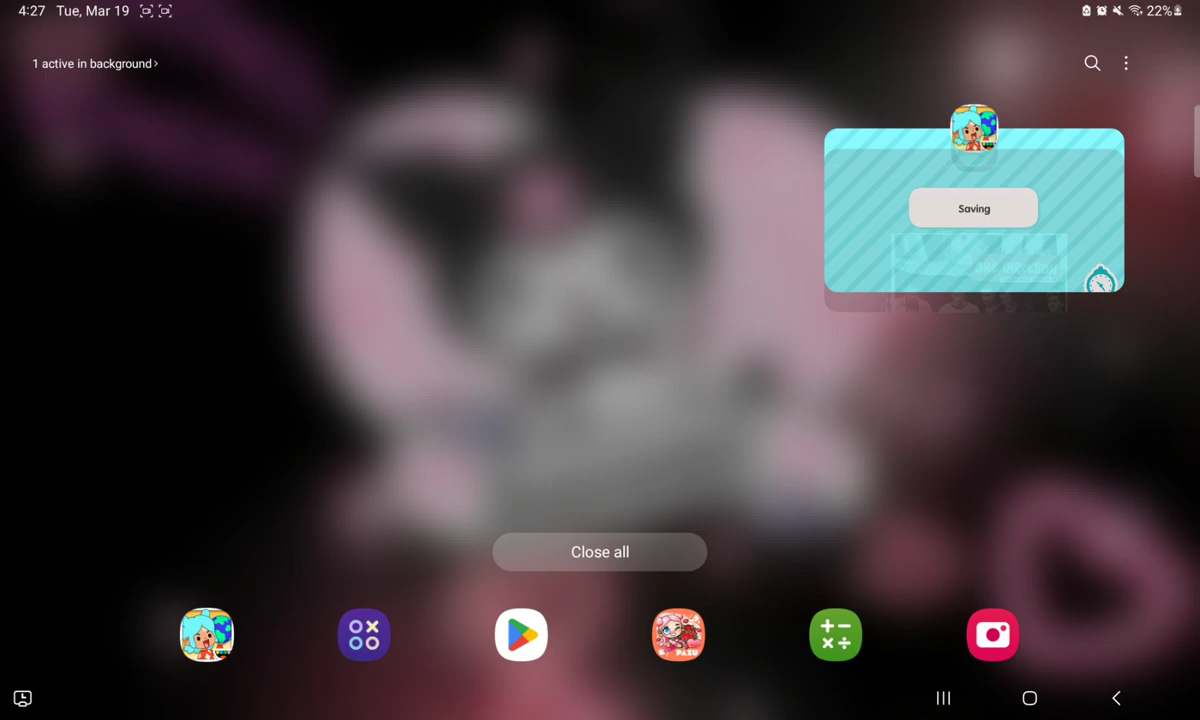 4:27 Tue, Mar 19 22%
1 active in background >
Saving
Close all